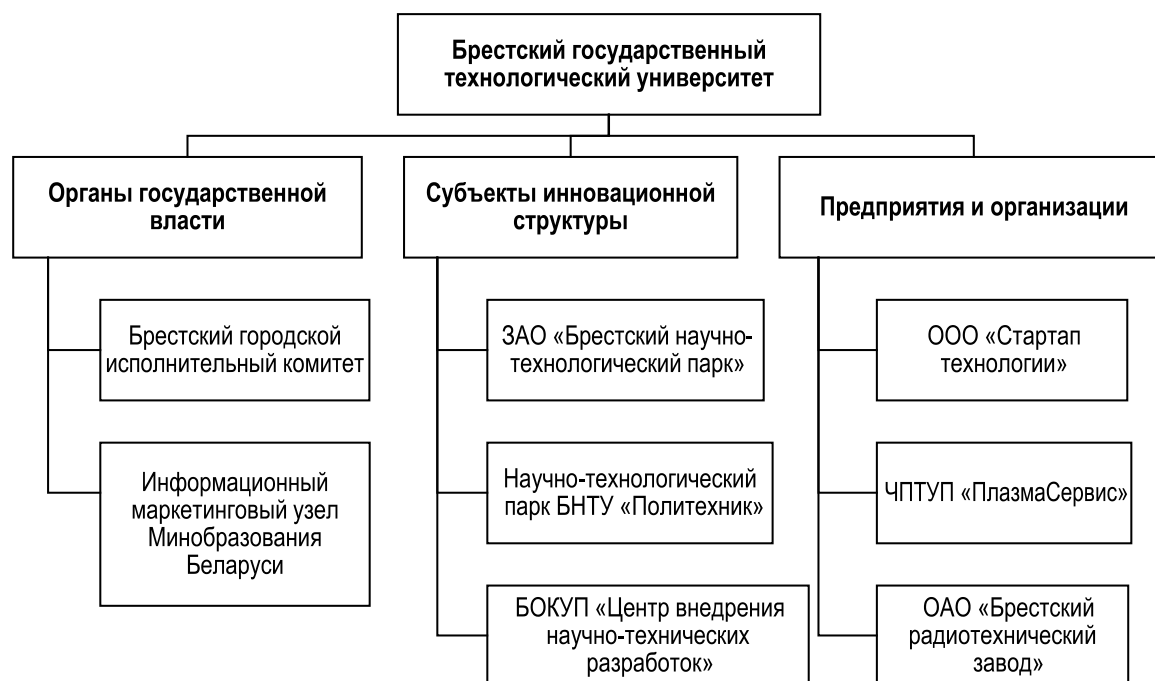 Брестский государственный
технологический университет
Органы государственной
власти
Субъекты инновационной
структуры
Предприятия и организации
Брестский городской
исполнительный комитет
Информационный
маркетинговый узел
Минобразования
Беларуси
ЗАО «Брестский научно-
технологический парк»
Научно-технологический
парк БНТУ «Политехник»
БОКУП «Центр внедрения
научно-технических
разработок»
ООО «Стартап
технологии»
ЧПТУП «ПлазмаСервис»
ОАО «Брестский
радиотехнический
завод»